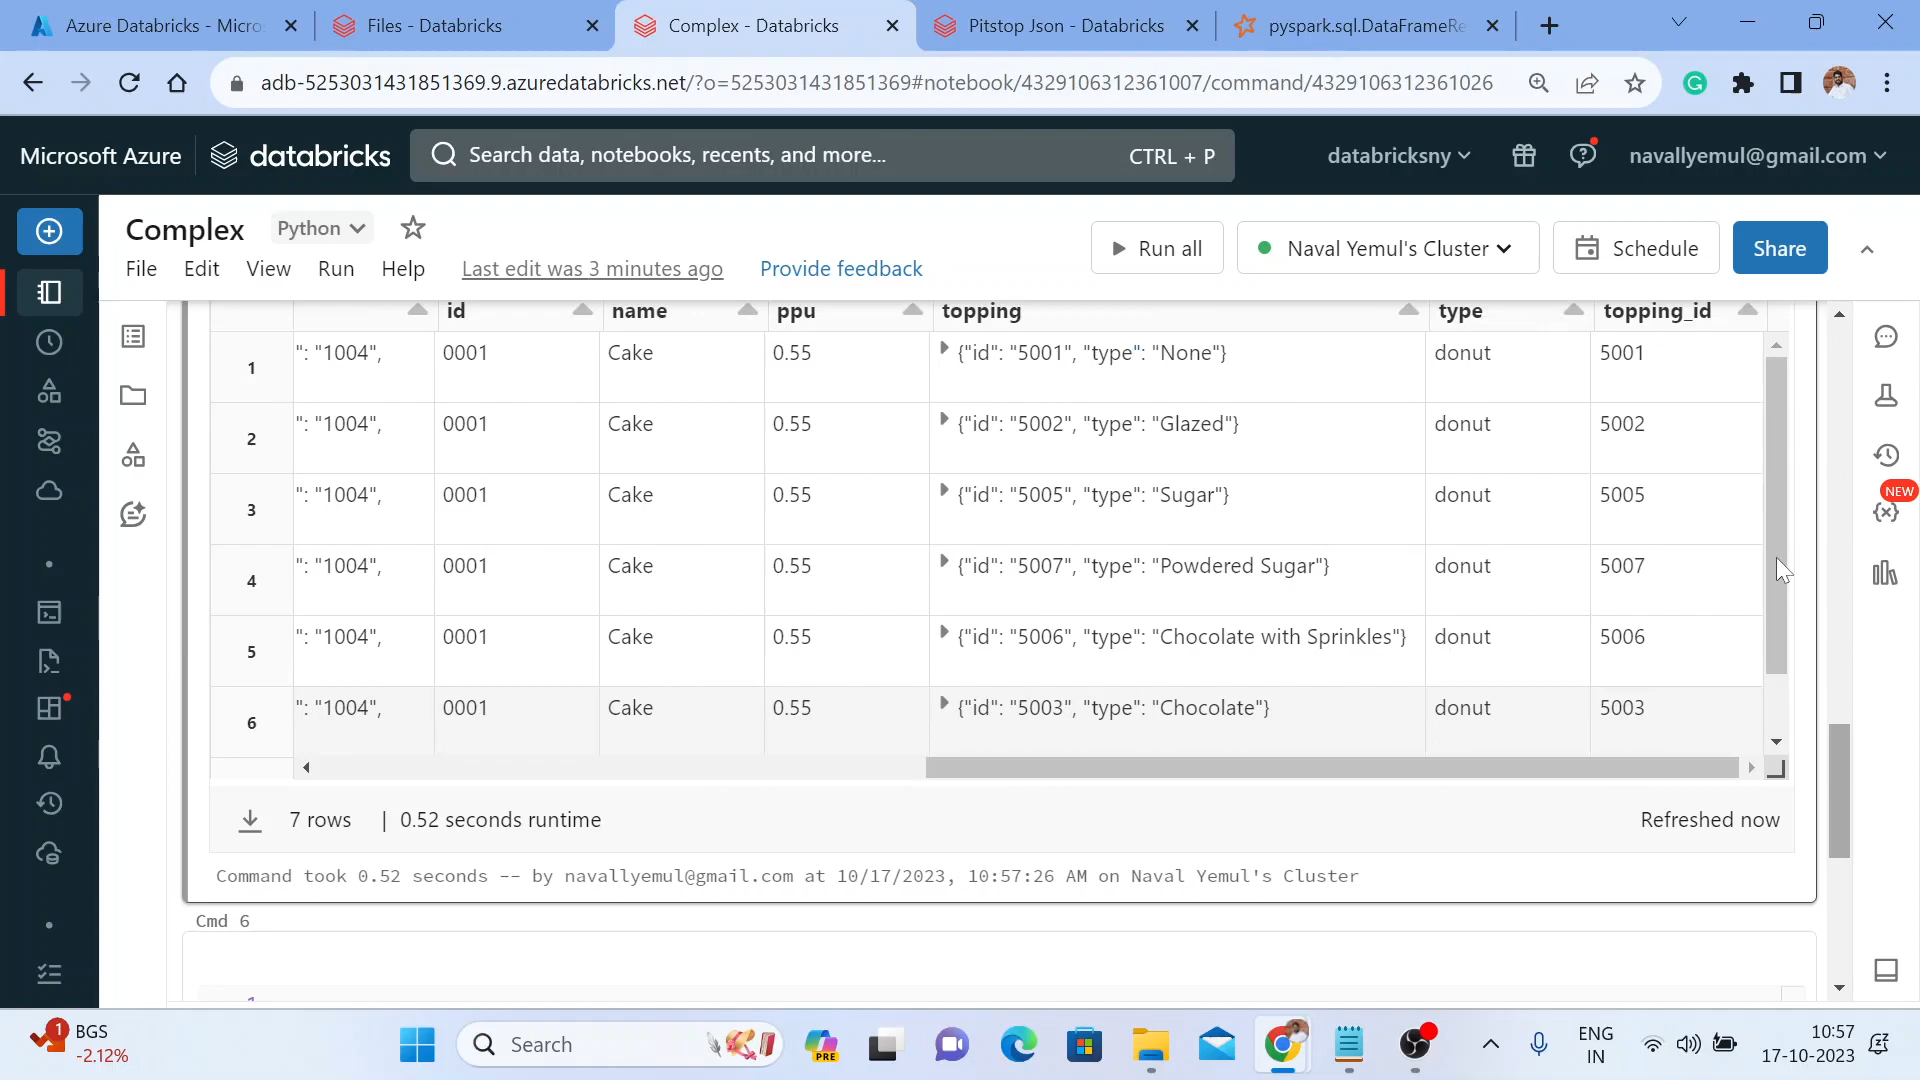 Azure Databricks - Micro
Files - Databricks
Complex - Databricks
Pitstop Json - Databricks
pyspark.sql.DataFrameRe
adb-5253031431851369.9.azuredatabricks.net/?o=5253031431851369#notebook/4329106312361007/command/4329106312361026
Microsoft Azure
databricks
Search data, notebooks, recents, and more...
CTRL + P
databricksny
navallyemul@gmail.com
Complex
Python
Run all
Naval Yemul's Cluster
Schedule
Share
File Edit View Run Help
Last edit was 3 minutes ago
Provide feedback
id name ppu topping type topping_id
1 ": "1004", 0001 Cake 0.55 {"id": "5001", "type": "None"} donut 5001
2 ": "1004", 0001 Cake 0.55 {"id": "5002", "type": "Glazed"} donut 5002
3 ": "1004", 0001 Cake 0.55 {"id": "5005", "type": "Sugar"} donut 5005
NEW
4 ": "1004", 0001 Cake 0.55 {"id": "5007", "type": "Powdered Sugar"} donut 5007
5 ": "1004", 0001 Cake 0.55 {"id": "5006", "type": "Chocolate with Sprinkles"} donut 5006
6 ": "1004", 0001 Cake 0.55 {"id": "5003", "type": "Chocolate"} donut 5003
7 rows | 0.52 seconds runtime
Refreshed now
Command took 0.52 seconds -- by navallyemul@gmail.com at 10/17/2023, 10:57:26 AM on Naval Yemul's Cluster
Cmd 6
1
1
BGS
-2.12%
Search
PRE
ENG
IN
10:57
17-10-2023